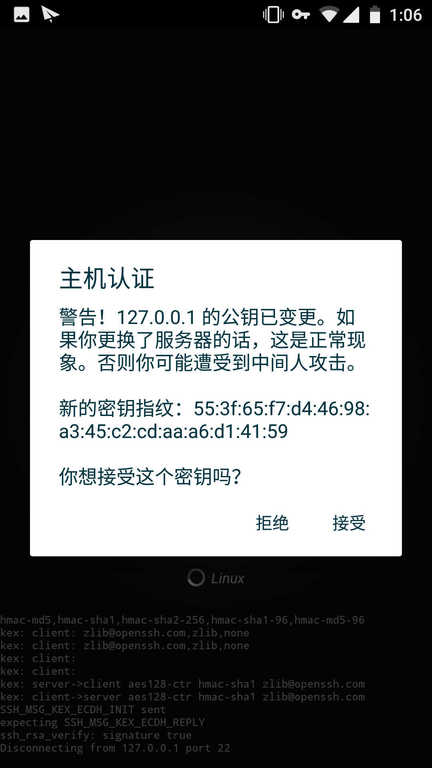 1:06
主机认证
警告！127.0.0.1 的公钥已变更。如
果你更换了服务器的话，这是正常现
象。否则你可能遭受到中间人攻击。
新的密钥指纹：55:3f:65:f7:d4:46:98:
a3:45:c2:cd:aa:a6:d1:41:59
你想接受这个密钥吗？
拒绝 接受
Linux
hmac-md5,hmac-sha1,hmac-sha2-256,hmac-sha1-96,hmac-md5-96
kex: client: zlib@openssh.com,zlib,none
kex: client: zlib@openssh.com,zlib,none
kex: client:
kex: client:
kex: server->client aes128-ctr hmac-sha1 zlib@openssh.com
kex: client->server aes128-ctr hmac-sha1 zlib@openssh.com
SSH_MSG_KEX_ECDH_INIT sent
expecting SSH_MSG_KEX_ECDH_REPLY
ssh_rsa_verify: signature true
Disconnecting from 127.0.0.1 port 22